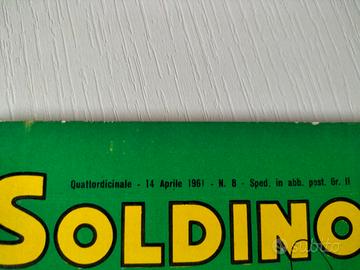 Quattordicinale - 14 Aprile 1961 - N. 8 - Sped. in abb. post. Gr. II
SOLDINO
subito